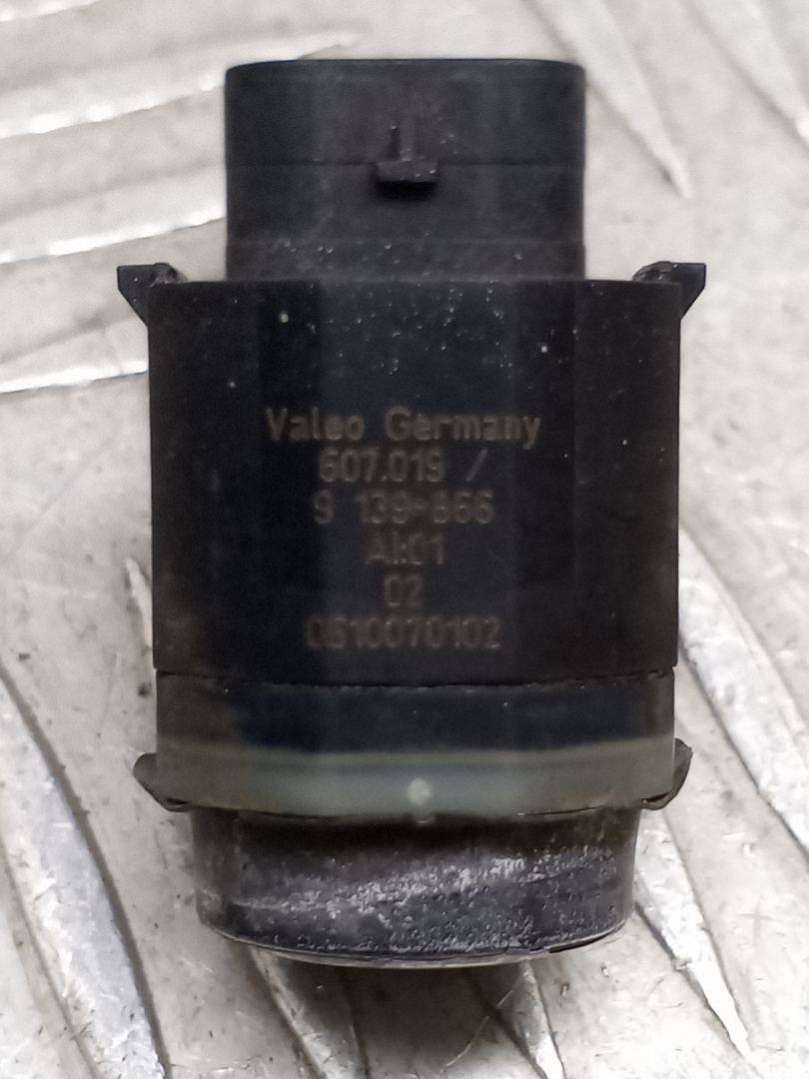 Valeo Germany
607.019 /
9 139-866
AI:01
02
0610070102